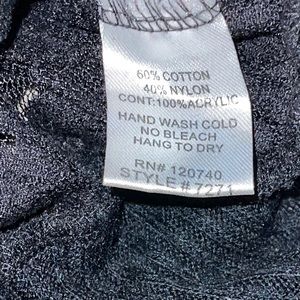 60% COTTON
40% NYLON
CONT:100%ACRYLIC
HAND WASH COLD
NO BLEACH
HANG TO DRY
RN# 120740
STYLE # 7271